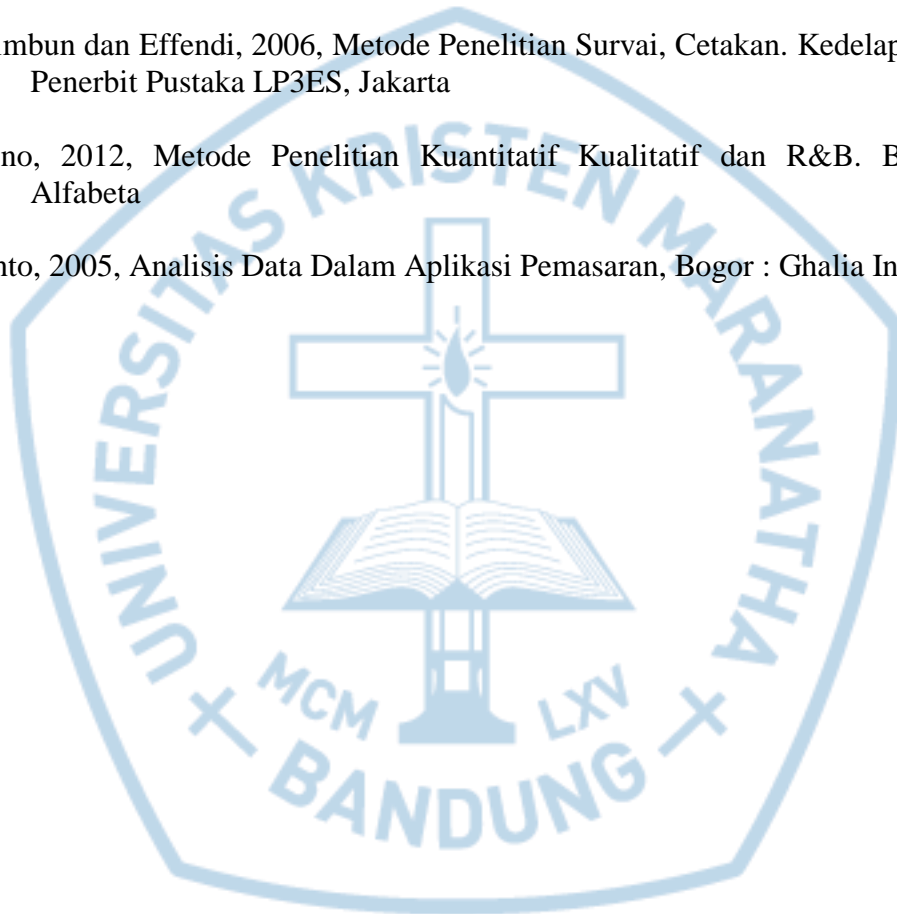 imbun dan Effendi, 2006, Metode Penelitian Survai, Cetakan. Kedelap
Penerbit Pustaka LP3ES, Jakarta
no, 2012, Metode Penelitian Kuantitatif Kualitatif dan R&B. B
Alfabeta
nto, 2005, Analisis Data Dalam Aplikasi Pemasaran, Bogor : Ghalia In
UNIVERSITAS KRISTEN MARANATHA
MCM LXV
+ BANDUNG +